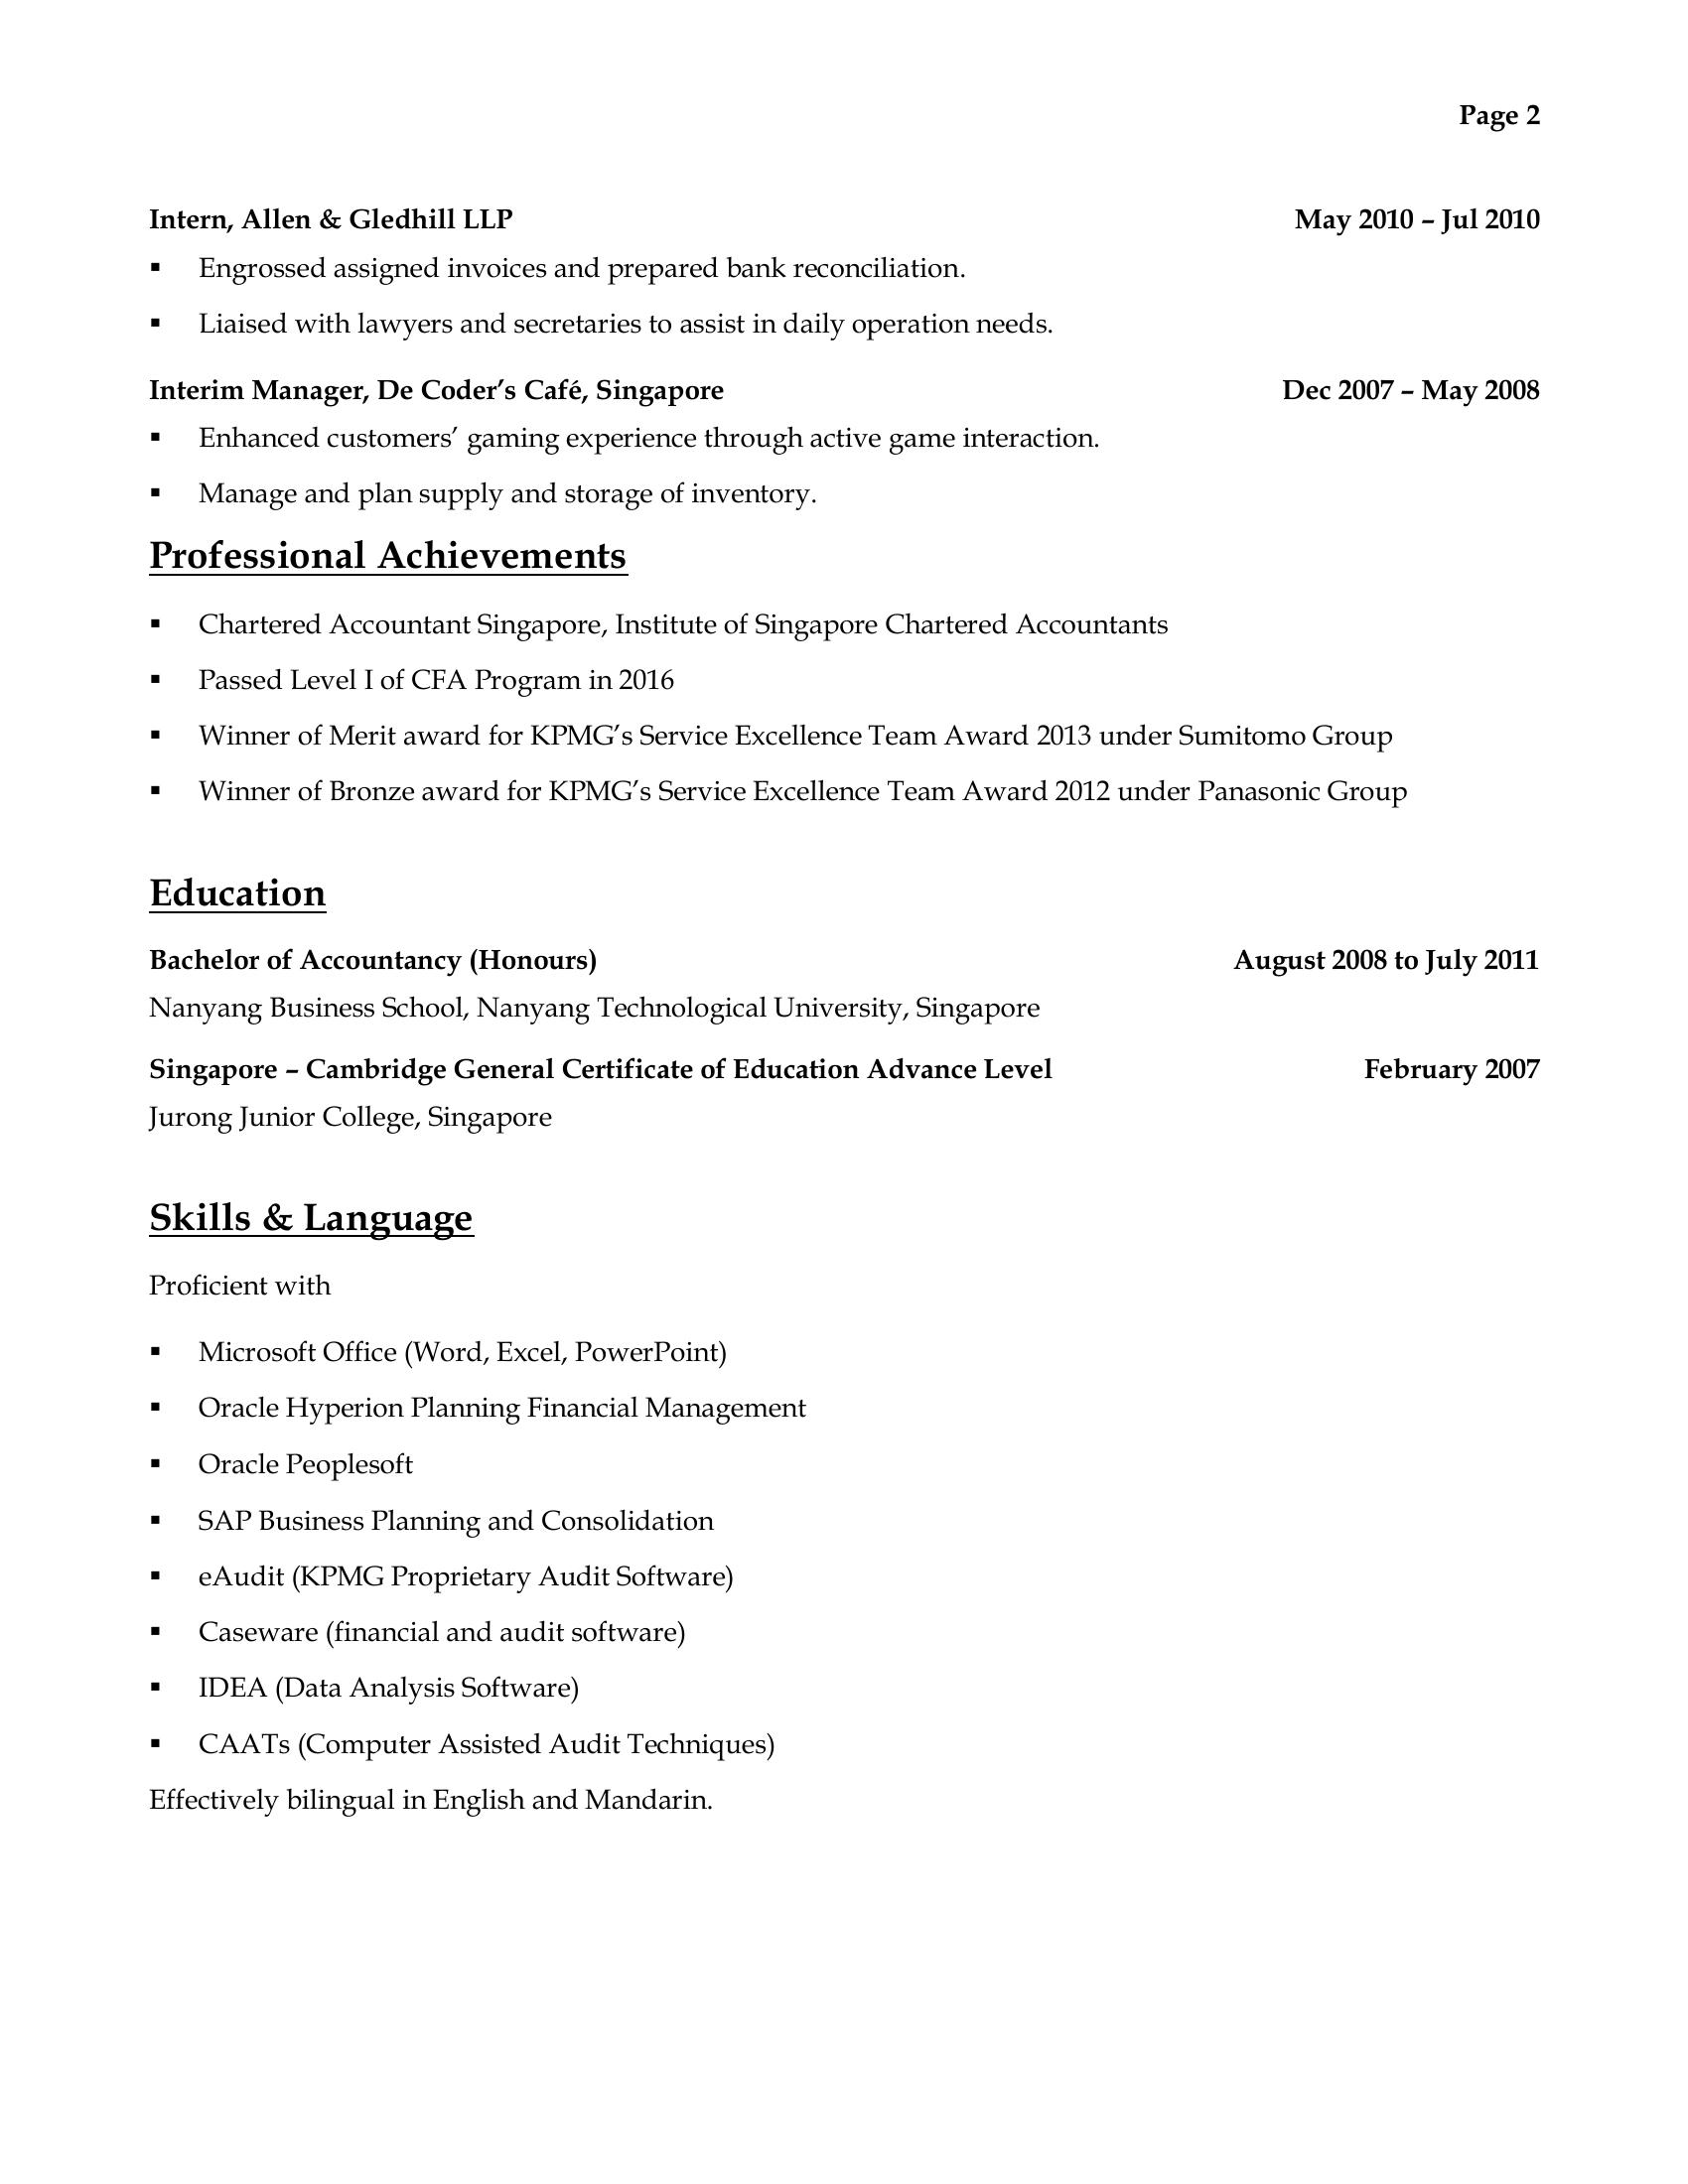 Page 2
Intern, Allen & Gledhill LLP May 2010 – Jul 2010
▪ Engrossed assigned invoices and prepared bank reconciliation.
▪ Liaised with lawyers and secretaries to assist in daily operation needs.
Interim Manager, De Coder’s Café, Singapore Dec 2007 – May 2008
▪ Enhanced customers’ gaming experience through active game interaction.
▪ Manage and plan supply and storage of inventory.
Professional Achievements
▪ Chartered Accountant Singapore, Institute of Singapore Chartered Accountants
▪ Passed Level I of CFA Program in 2016
▪ Winner of Merit award for KPMG’s Service Excellence Team Award 2013 under Sumitomo Group
▪ Winner of Bronze award for KPMG’s Service Excellence Team Award 2012 under Panasonic Group
Education
Bachelor of Accountancy (Honours) August 2008 to July 2011
Nanyang Business School, Nanyang Technological University, Singapore
Singapore – Cambridge General Certificate of Education Advance Level February 2007
Jurong Junior College, Singapore
Skills & Language
Proficient with
▪ Microsoft Office (Word, Excel, PowerPoint)
▪ Oracle Hyperion Planning Financial Management
▪ Oracle Peoplesoft
▪ SAP Business Planning and Consolidation
▪ eAudit (KPMG Proprietary Audit Software)
▪ Caseware (financial and audit software)
▪ IDEA (Data Analysis Software)
▪ CAATs (Computer Assisted Audit Techniques)
Effectively bilingual in English and Mandarin.